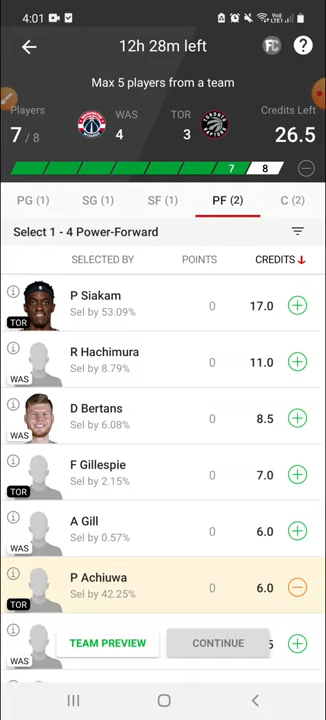 4:01
Vo)) LTE1
12h 28m left
FC
?
Max 5 players from a team
Players
7 / 8
WAS
4
TOR
3
Credits Left
26.5
7
8
PG (1)
SG (1)
SF (1)
PF (2)
C (2)
Select 1 - 4 Power-Forward
SELECTED BY
POINTS
CREDITS
P Siakam
Sel by 53.09%
0
17.0
TOR
R Hachimura
Sel by 8.79%
0
11.0
WAS
D Bertans
Sel by 6.08%
0
8.5
WAS
F Gillespie
Sel by 2.15%
0
7.0
TOR
A Gill
Sel by 0.57%
0
6.0
WAS
P Achiuwa
Sel by 42.25%
0
6.0
TOR
TEAM PREVIEW
CONTINUE
5
WAS